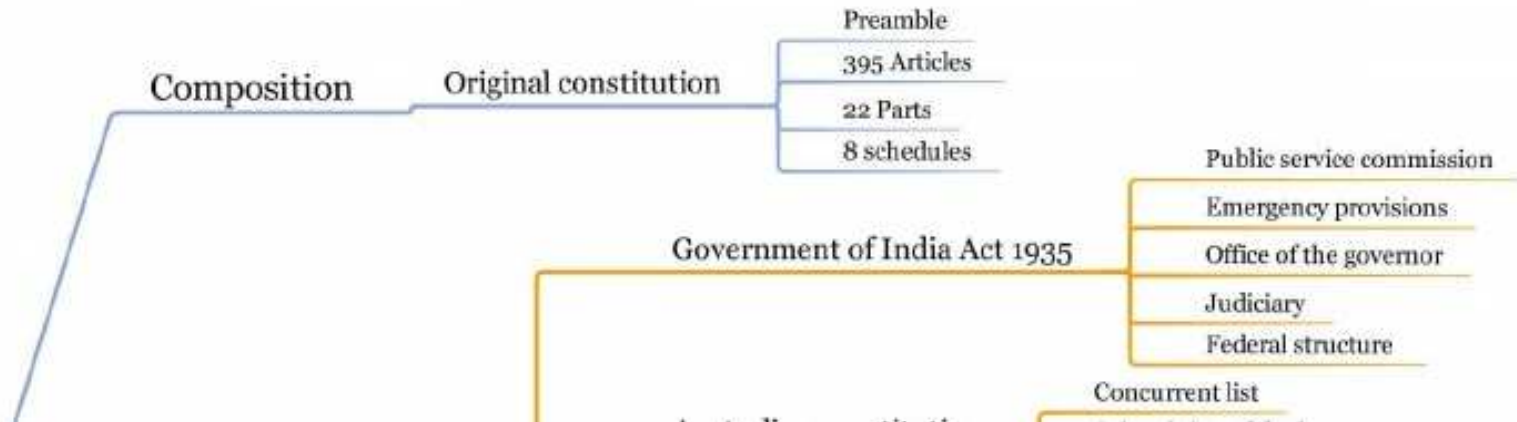 Preamble
Composition
Original constitution
395 Articles
22 Parts
8 schedules
Public service commission
Emergency provisions
Government of India Act 1935
Office of the governor
Judiciary
Federal structure
Concurrent list